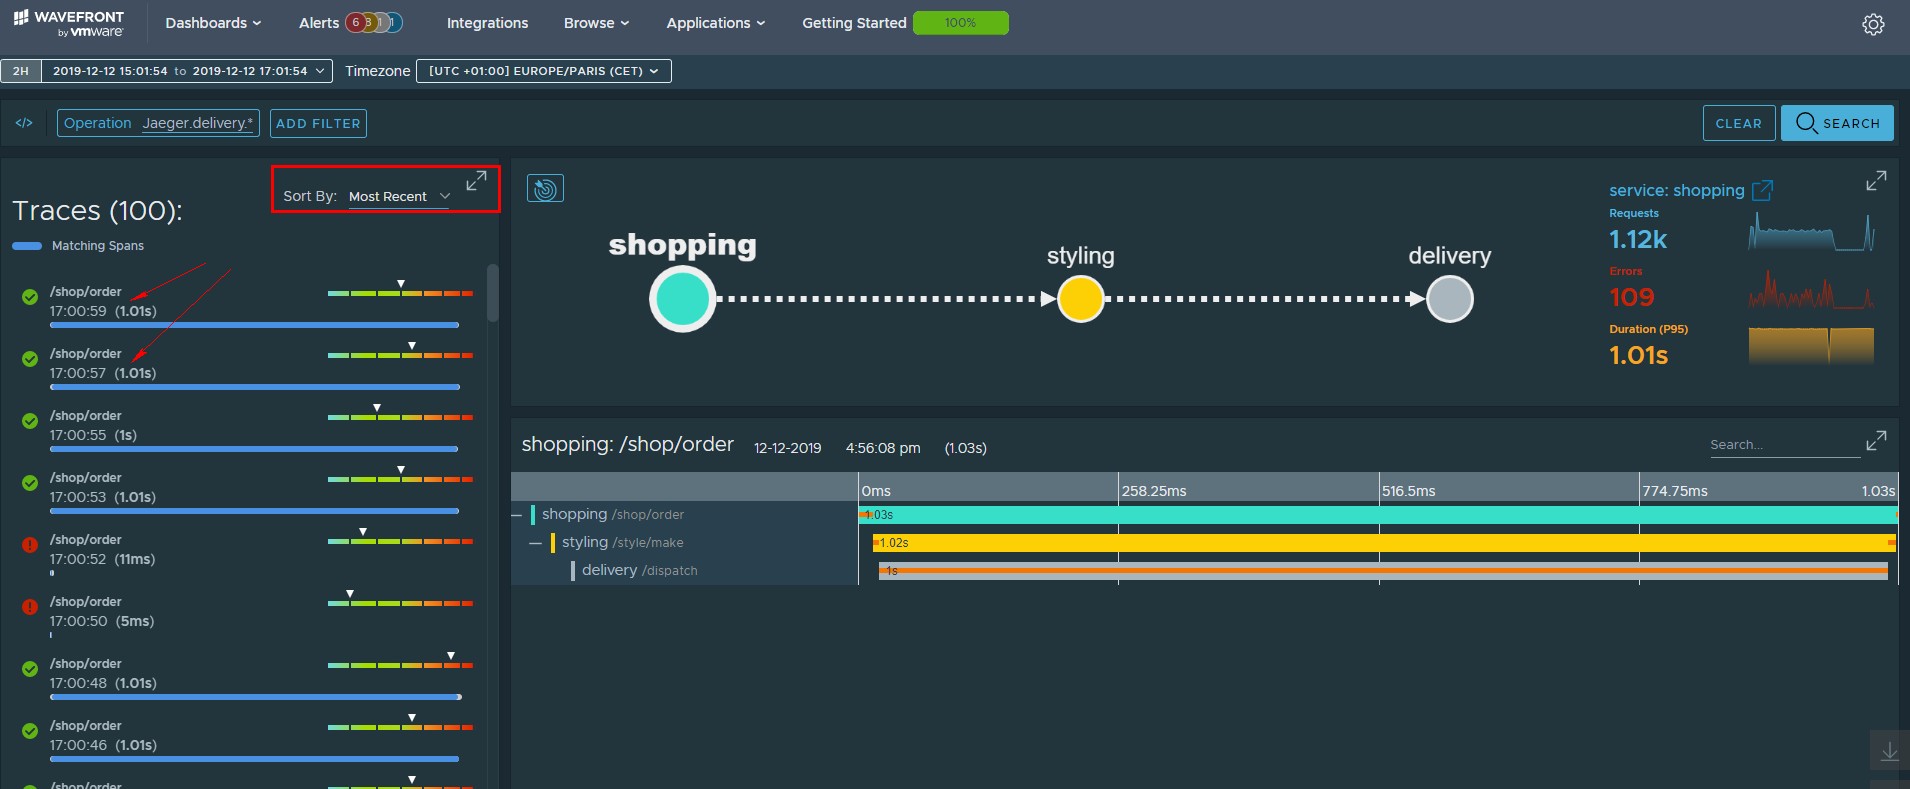 WAVEFRONT
by vmware
Dashboards
Alerts 6 3 1 1
Integrations
Browse
Applications
Getting Started 100%
2H 2019-12-12 15:01:54 to 2019-12-12 17:01:54 Timezone [UTC +01:00] EUROPE/PARIS (CET)
</> Operation Jaeger.delivery.* ADD FILTER CLEAR SEARCH
Sort By: Most Recent
Traces (100):
Matching Spans
/shop/order
17:00:59 (1.01s)
/shop/order
17:00:57 (1.01s)
/shop/order
17:00:55 (1s)
/shop/order
17:00:53 (1.01s)
/shop/order
17:00:52 (11ms)
/shop/order
17:00:50 (5ms)
/shop/order
17:00:48 (1.01s)
/shop/order
17:00:46 (1.01s)
/shop/order
shopping
styling
delivery
service: shopping
Requests
1.12k
Errors
109
Duration (P95)
1.01s
shopping: /shop/order 12-12-2019 4:56:08 pm (1.03s) Search...
0ms 258.25ms 516.5ms 774.75ms 1.03s
shopping /shop/order 1.03s
styling /style/make 1.02s
delivery /dispatch 1s